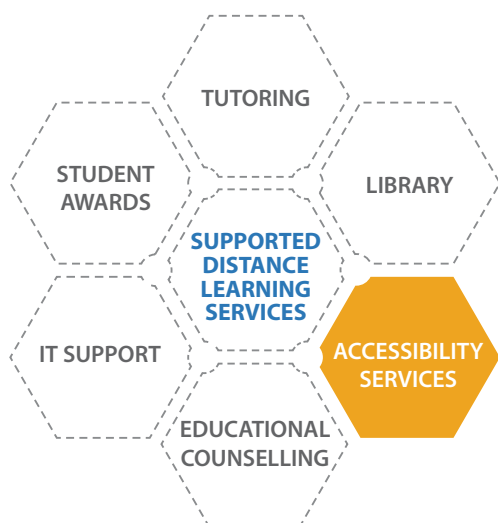 TUTORING
STUDENT
AWARDS
LIBRARY
SUPPORTED
DISTANCE
LEARNING
SERVICES
IT SUPPORT
ACCESSIBILITY
SERVICES
EDUCATIONAL
COUNSELLING